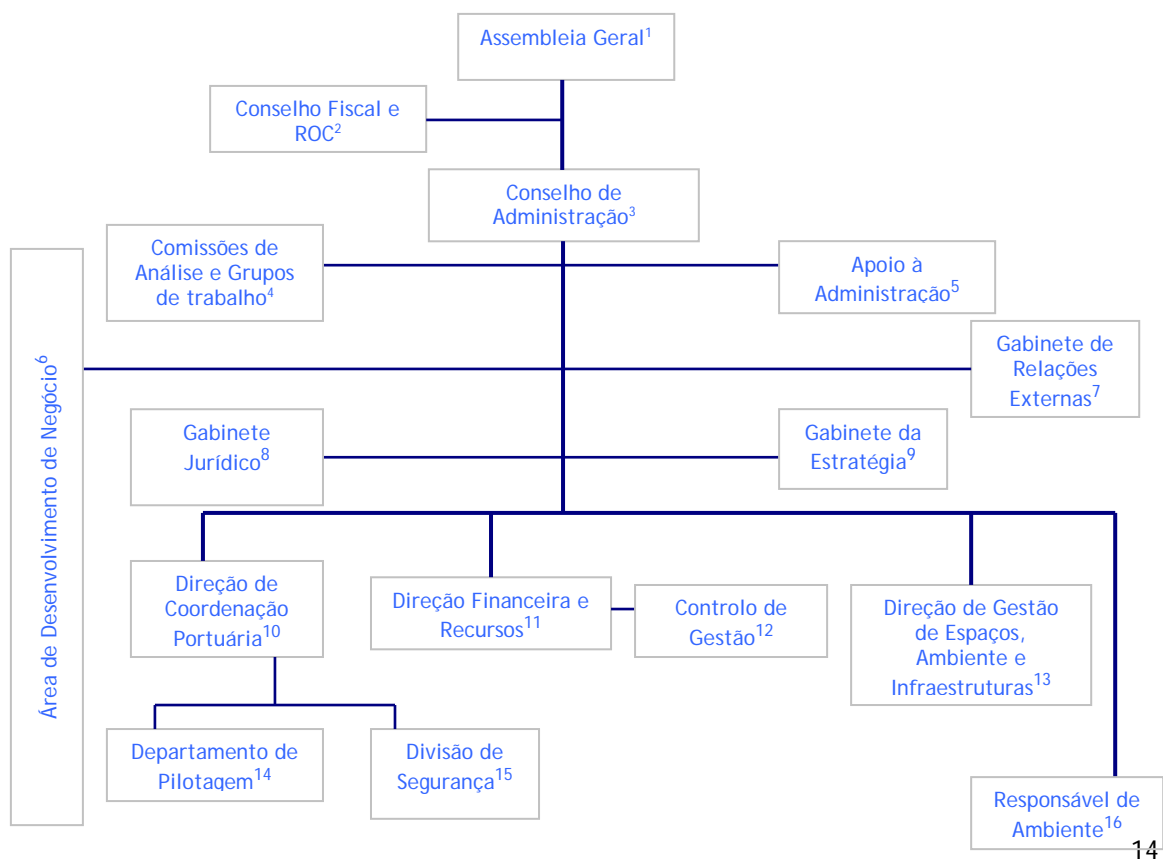 Assembleia Geral¹
Conselho Fiscal e
ROC²
Conselho de
Administração³
Comissões de
Análise e Grupos
de trabalho⁴
Apoio à
Administração⁵
Área de Desenvolvimento de Negócio⁶
Gabinete de
Relações
Externas⁷
Gabinete
Jurídico⁸
Gabinete da
Estratégia⁹
Direção de
Coordenação
Portuária¹⁰
Direção Financeira e
Recursos¹¹
Controlo de
Gestão¹²
Direção de Gestão
de Espaços,
Ambiente e
Infraestruturas¹³
Departamento de
Pilotagem¹⁴
Divisão de
Segurança¹⁵
Responsável de
Ambiente¹⁶
14